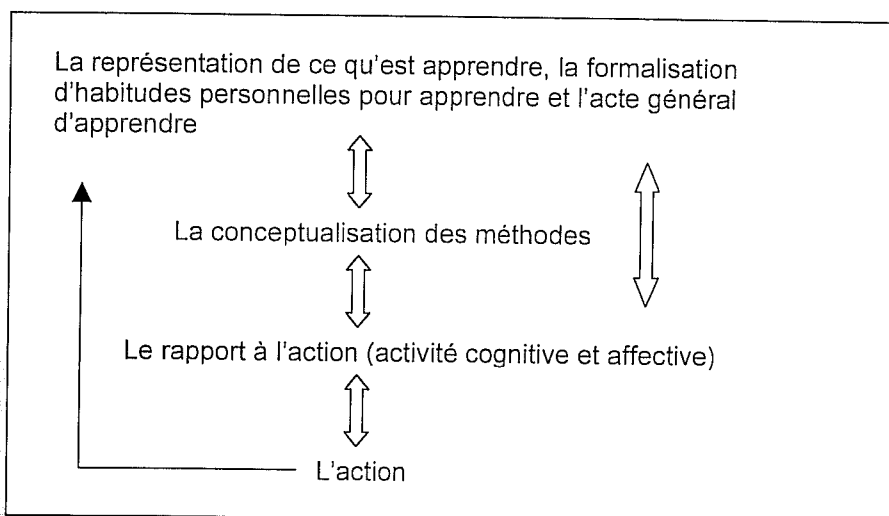 La représentation de ce qu'est apprendre, la formalisation
d'habitudes personnelles pour apprendre et l'acte général
d'apprendre
La conceptualisation des méthodes
Le rapport à l'action (activité cognitive et affective)
L'action